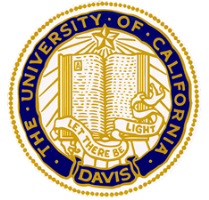 THE UNIVERSITY OF CALIFORNIA
A
LET THERE BE
LIGHT
DAVIS